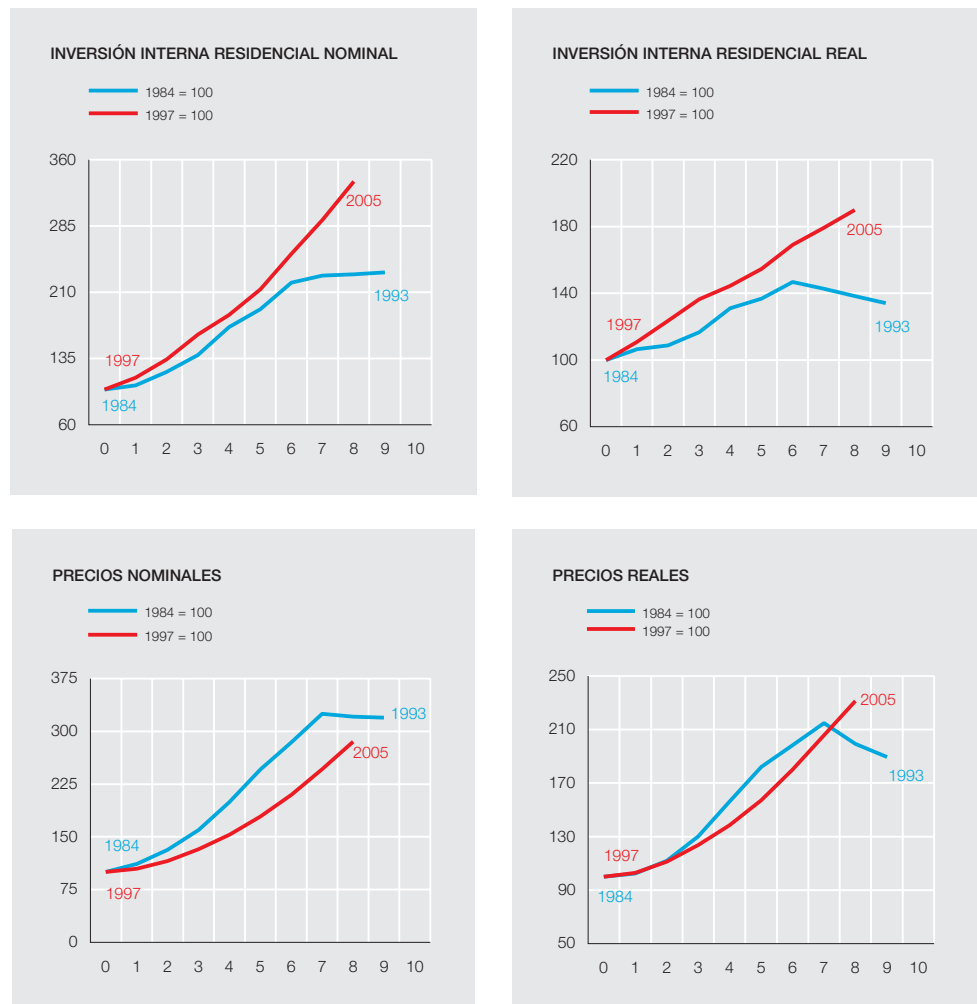 INVERSIÓN INTERNA RESIDENCIAL NOMINAL
1984 = 100
1997 = 100
360
285
210
135
60
2005
1993
1997
1984
0 1 2 3 4 5 6 7 8 9 10
INVERSIÓN INTERNA RESIDENCIAL REAL
1984 = 100
1997 = 100
220
180
140
100
60
2005
1997
1993
1984
0 1 2 3 4 5 6 7 8 9 10
PRECIOS NOMINALES
1984 = 100
1997 = 100
375
300
225
150
75
0
1993
2005
1984
1997
0 1 2 3 4 5 6 7 8 9 10
PRECIOS REALES
1984 = 100
1997 = 100
250
210
170
130
90
50
2005
1993
1997
1984
0 1 2 3 4 5 6 7 8 9 10